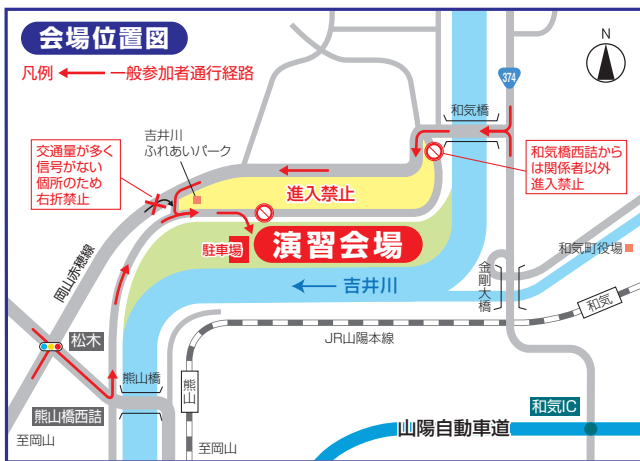 会場位置図
凡例
一般参加者通行経路
N
374
和気橋
吉井川
ふれあいパーク
交通量が多く
信号がない
個所のため
右折禁止
和気橋西詰から
は関係者以外
進入禁止
進入禁止
駐車場
演習会場
岡山赤穂線
吉井川
金剛大橋
和気町役場
和気
JR山陽本線
松木
熊山橋
熊山
熊山橋西詰
至岡山
至岡山
山陽自動車道
和気IC